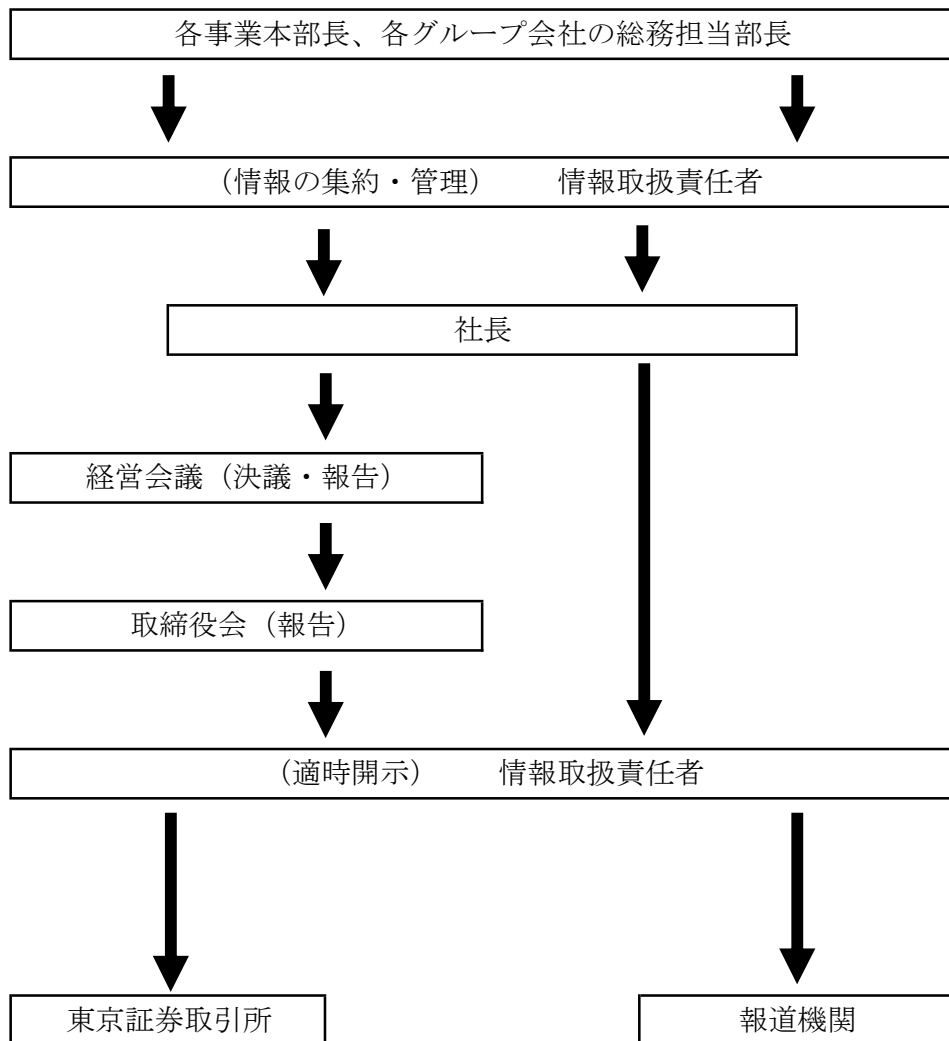 各事業本部長、各グループ会社の総務担当部長
（情報の集約・管理）　　情報取扱責任者
社長
経営会議（決議・報告）
取締役会（報告）
（適時開示）　　情報取扱責任者
東京証券取引所
報道機関